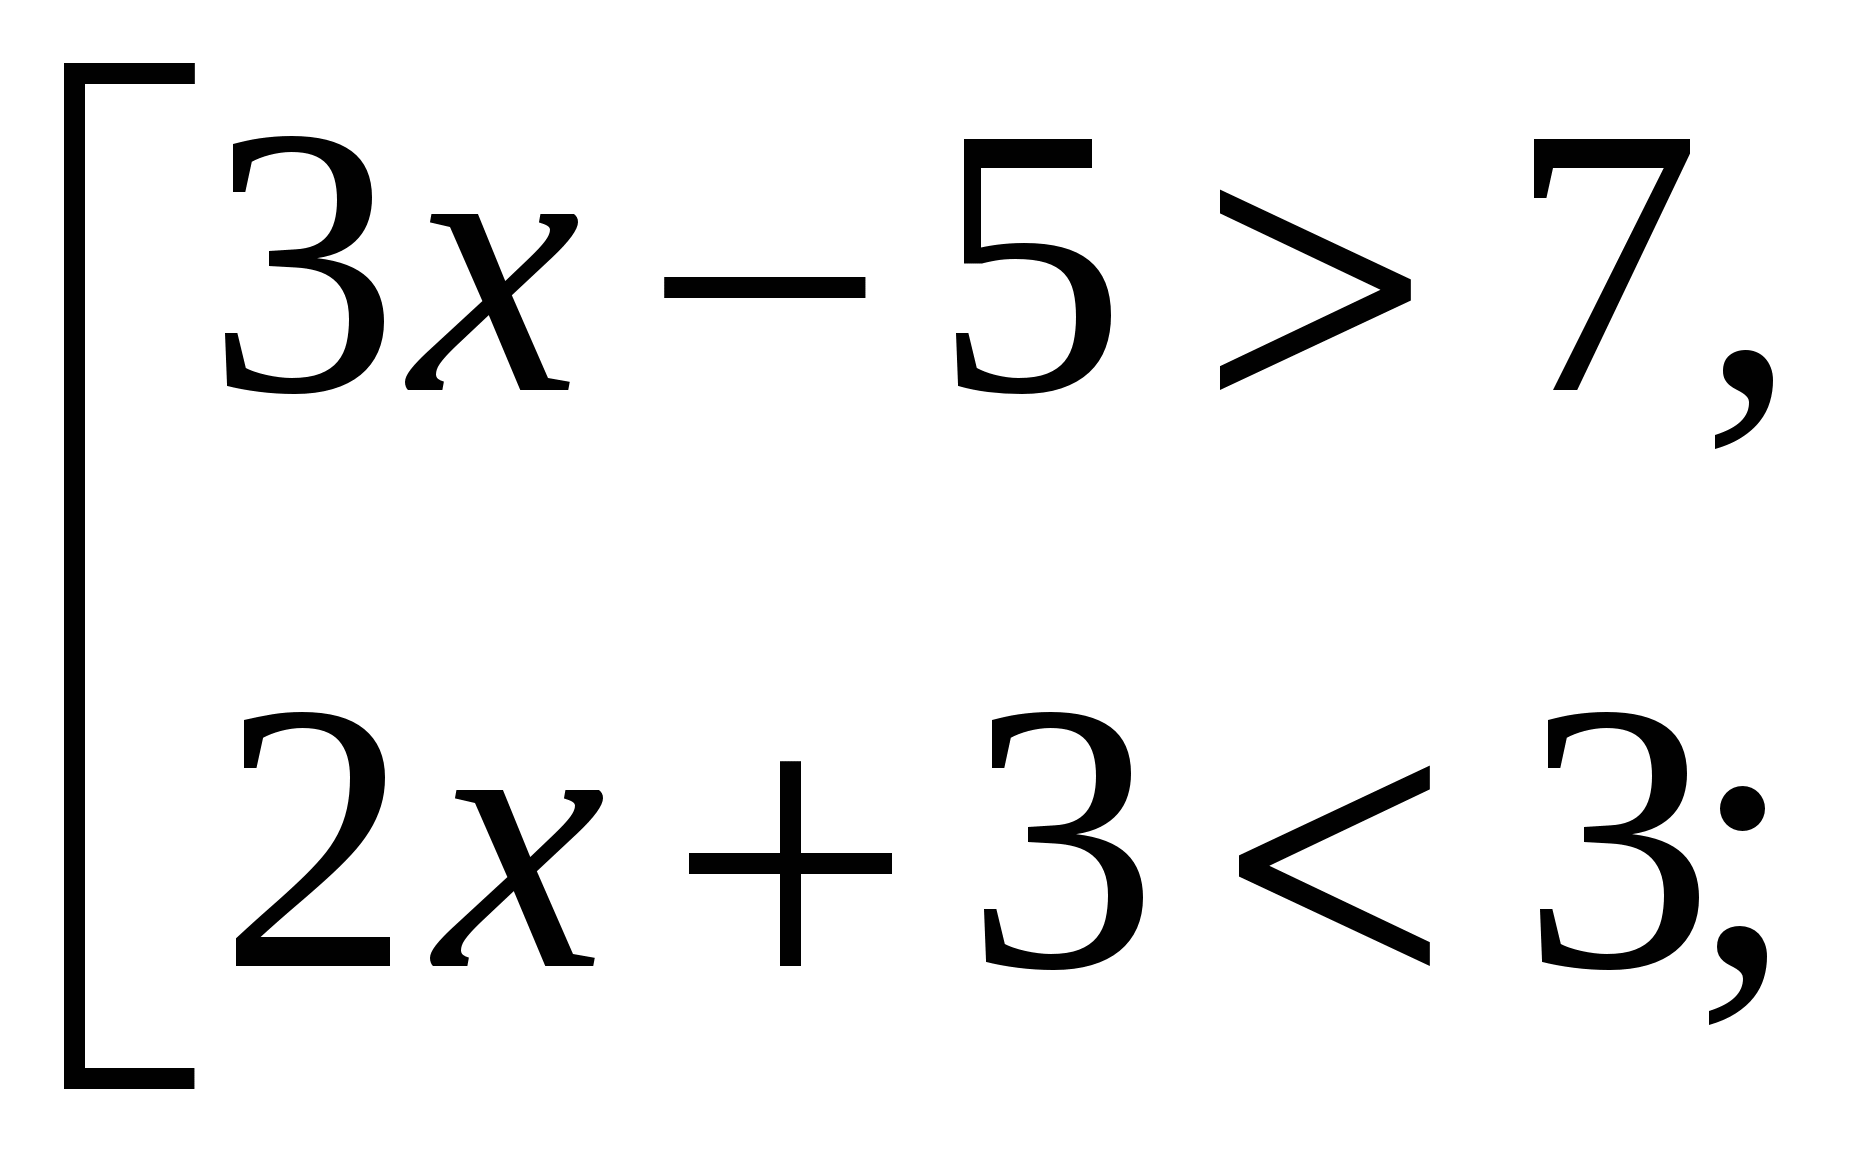 3x − 5 > 7,
2x + 3 < 3;